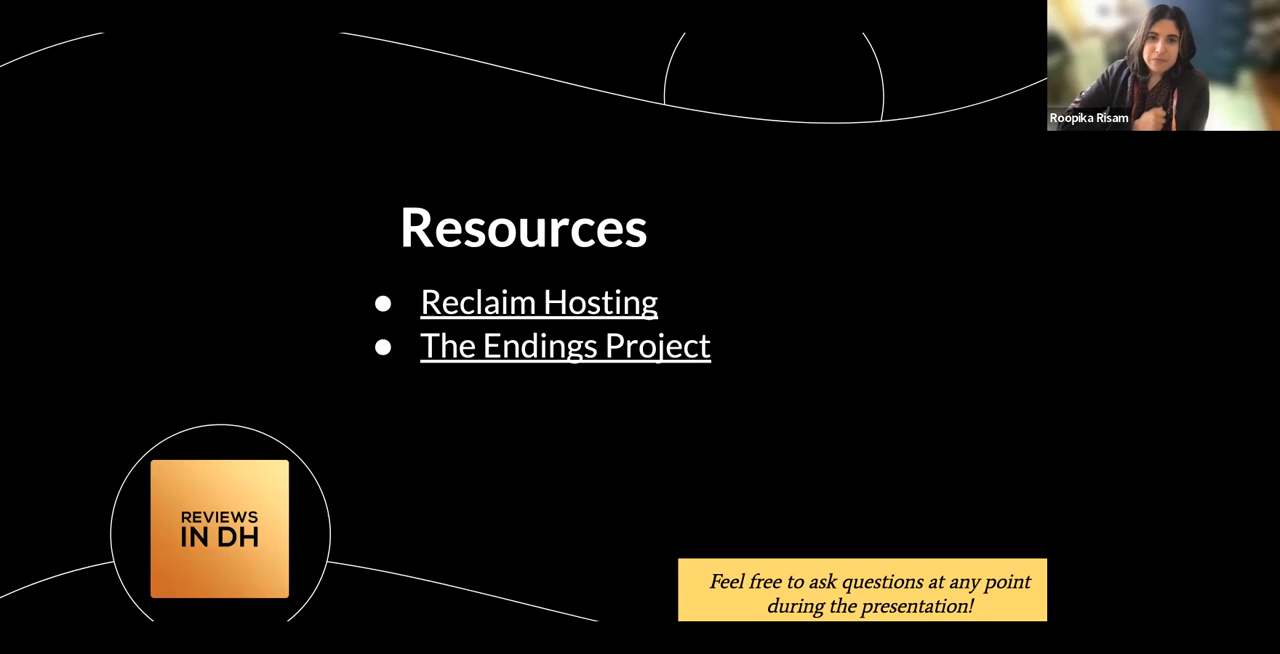 Roopika Risam
Resources
● Reclaim Hosting
● The Endings Project
REVIEWS
IN DH
Feel free to ask questions at any point
during the presentation!